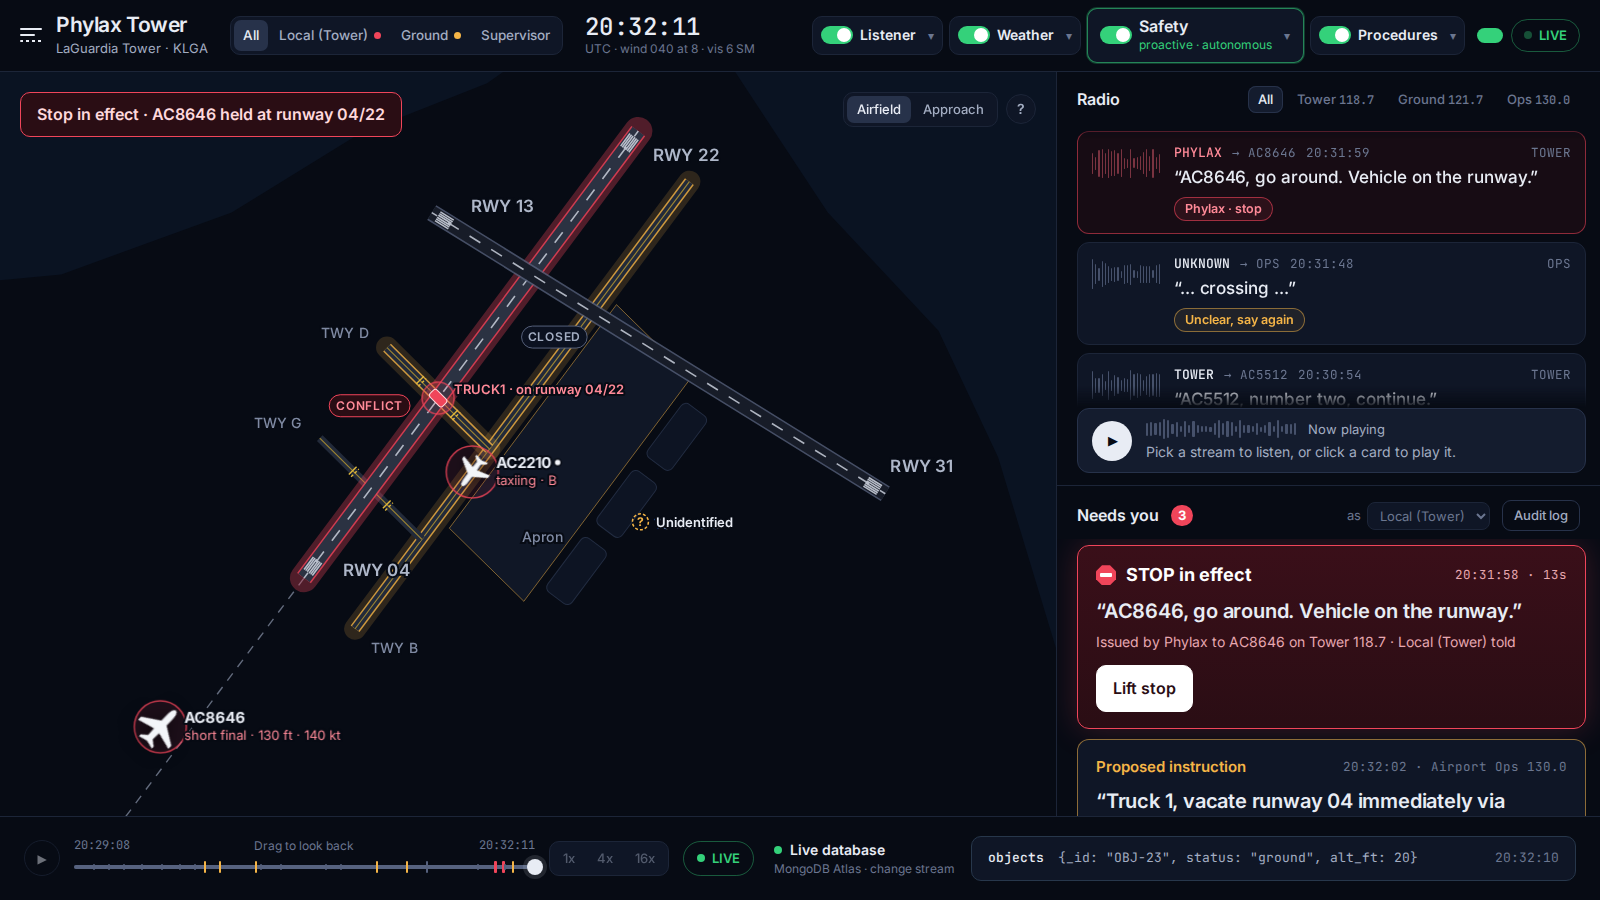 Phylax Tower
LaGuardia Tower · KLGA
All
Local (Tower)
Ground
Supervisor
20:32:11
UTC · wind 040 at 8 · vis 6 SM
Listener
Weather
Safety
proactive · autonomous
Procedures
LIVE
Stop in effect · AC8646 held at runway 04/22
Airfield
Approach
?
RWY 22
RWY 13
TWY D
CLOSED
TRUCK1 · on runway 04/22
CONFLICT
TWY G
AC2210
taxiing · B
RWY 31
? Unidentified
Apron
RWY 04
TWY B
AC8646
short final · 130 ft · 140 kt
Radio
All
Tower 118.7
Ground 121.7
Ops 130.0
PHYLAX → AC8646 20:31:59
TOWER
“AC8646, go around. Vehicle on the runway.”
Phylax · stop
UNKNOWN → OPS 20:31:48
OPS
“… crossing …”
Unclear, say again
TOWER → AC5512 20:30:54
TOWER
“AC5512, number two, continue.”
Now playing
Pick a stream to listen, or click a card to play it.
Needs you 3
as Local (Tower)
Audit log
STOP in effect
20:31:58 · 13s
“AC8646, go around. Vehicle on the runway.”
Issued by Phylax to AC8646 on Tower 118.7 · Local (Tower) told
Lift stop
Proposed instruction
20:32:02 · Airport Ops 130.0
“Truck 1, vacate runway 04 immediately via
20:29:08
Drag to look back
20:32:11
1x
4x
16x
LIVE
Live database
MongoDB Atlas · change stream
objects {_id: "OBJ-23", status: "ground", alt_ft: 20}
20:32:10